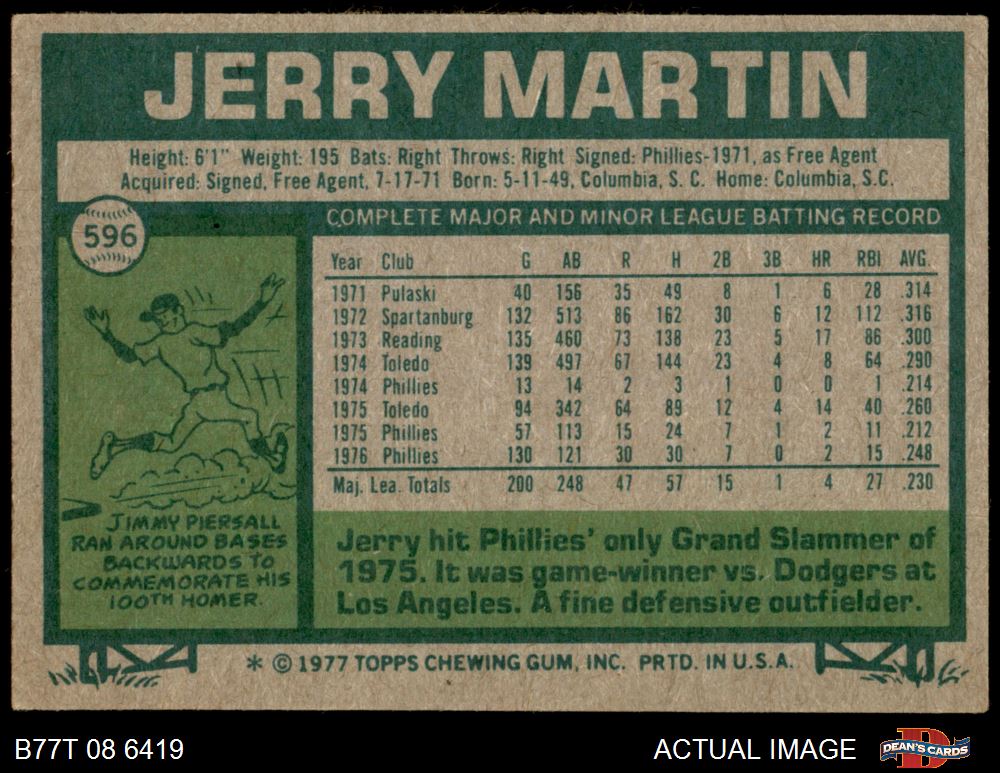 JERRY MARTIN
Height: 6'1" Weight: 195 Bats: Right Throws: Right Signed: Phillies-1971, as Free Agent
Acquired: Signed, Free Agent, 7-17-71 Born: 5-11-49, Columbia, S. C. Home: Columbia, S.C.
596
COMPLETE MAJOR AND MINOR LEAGUE BATTING RECORD
Year Club G AB R H 2B 3B HR RBI AVG.
1971 Pulaski 40 156 35 49 8 1 6 28 .314
1972 Spartanburg 132 513 86 162 30 6 12 112 .316
1973 Reading 135 460 73 138 23 5 17 86 .300
1974 Toledo 139 497 67 144 23 4 8 64 .290
1974 Phillies 13 14 2 3 1 0 0 1 .214
1975 Toledo 94 342 64 89 12 4 14 40 .260
1975 Phillies 57 113 15 24 7 1 2 11 .212
1976 Phillies 130 121 30 30 7 0 2 15 .248
Maj. Lea. Totals 200 248 47 57 15 1 4 27 .230
JIMMY PIERSALL
RAN AROUND BASES
BACKWARDS TO
COMMEMORATE HIS
100TH HOMER.
Jerry hit Phillies' only Grand Slammer of
1975. It was game-winner vs. Dodgers at
Los Angeles. A fine defensive outfielder.
* © 1977 TOPPS CHEWING GUM, INC. PRTD. IN U.S.A.
B77T 08 6419
ACTUAL IMAGE
D
DEAN'S CARDS